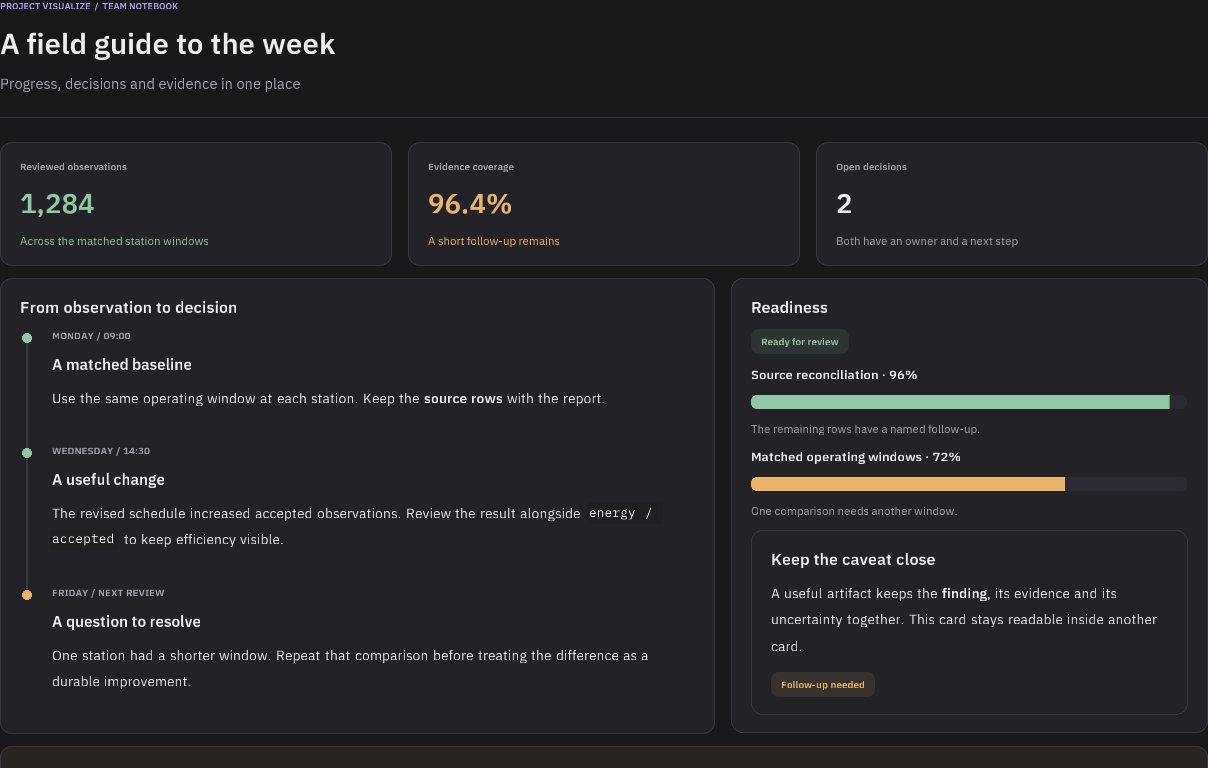 PROJECT VISUALIZE / TEAM NOTEBOOK
A field guide to the week
Progress, decisions and evidence in one place
Reviewed observations
1,284
Across the matched station windows
Evidence coverage
96.4%
A short follow-up remains
Open decisions
2
Both have an owner and a next step
From observation to decision
MONDAY / 09:00
A matched baseline
Use the same operating window at each station. Keep the source rows with the report.
WEDNESDAY / 14:30
A useful change
The revised schedule increased accepted observations. Review the result alongside energy /
accepted to keep efficiency visible.
FRIDAY / NEXT REVIEW
A question to resolve
One station had a shorter window. Repeat that comparison before treating the difference as a
durable improvement.
Readiness
Ready for review
Source reconciliation · 96%
The remaining rows have a named follow-up.
Matched operating windows · 72%
One comparison needs another window.
Keep the caveat close
A useful artifact keeps the finding, its evidence and its
uncertainty together. This card stays readable inside another
card.
Follow-up needed